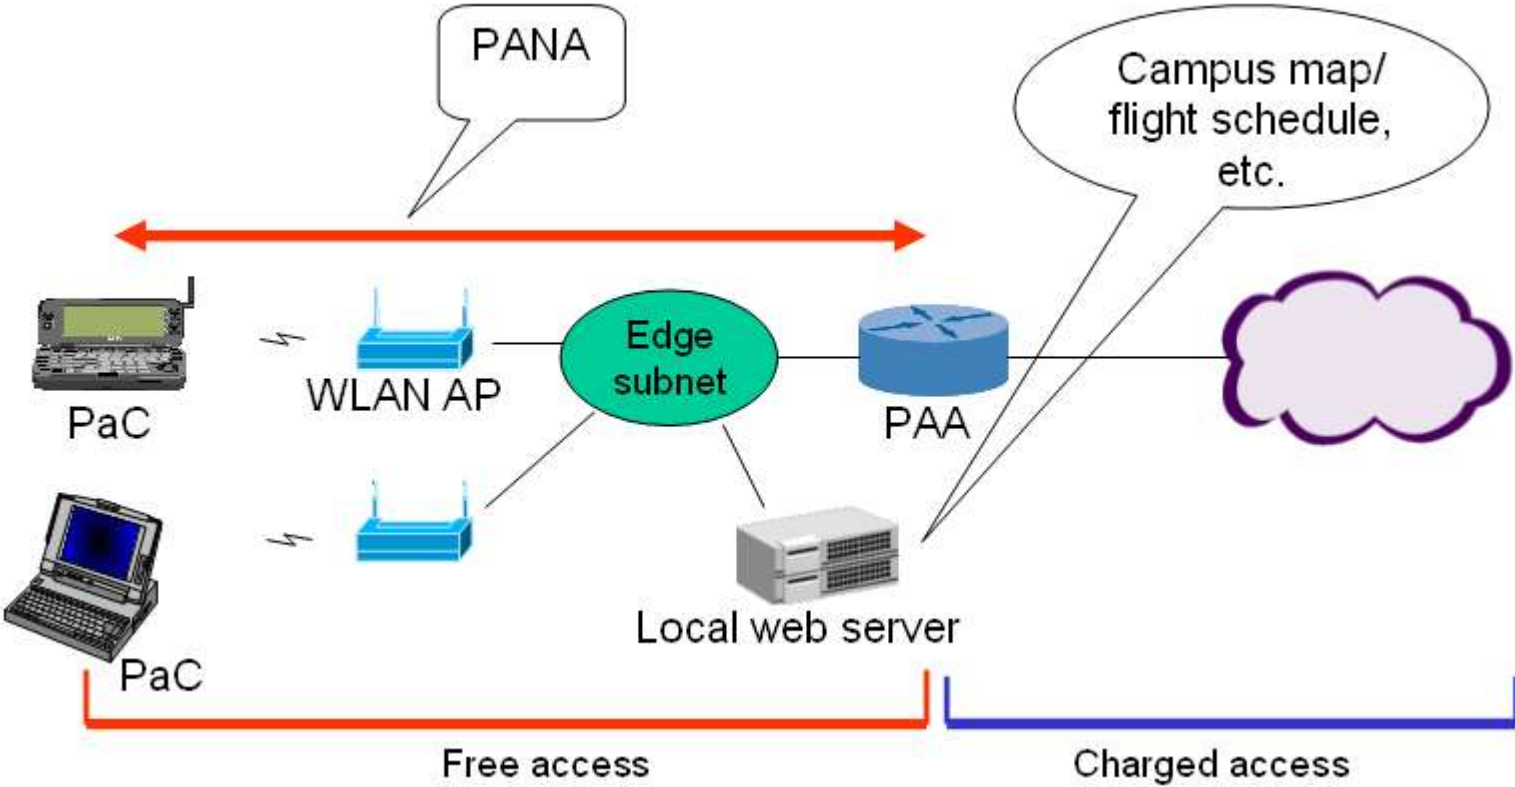 PANA
Campus map/
flight schedule,
etc.
Edge
subnet
WLAN AP
PaC
PAA
Local web server
PaC
Free access
Charged access